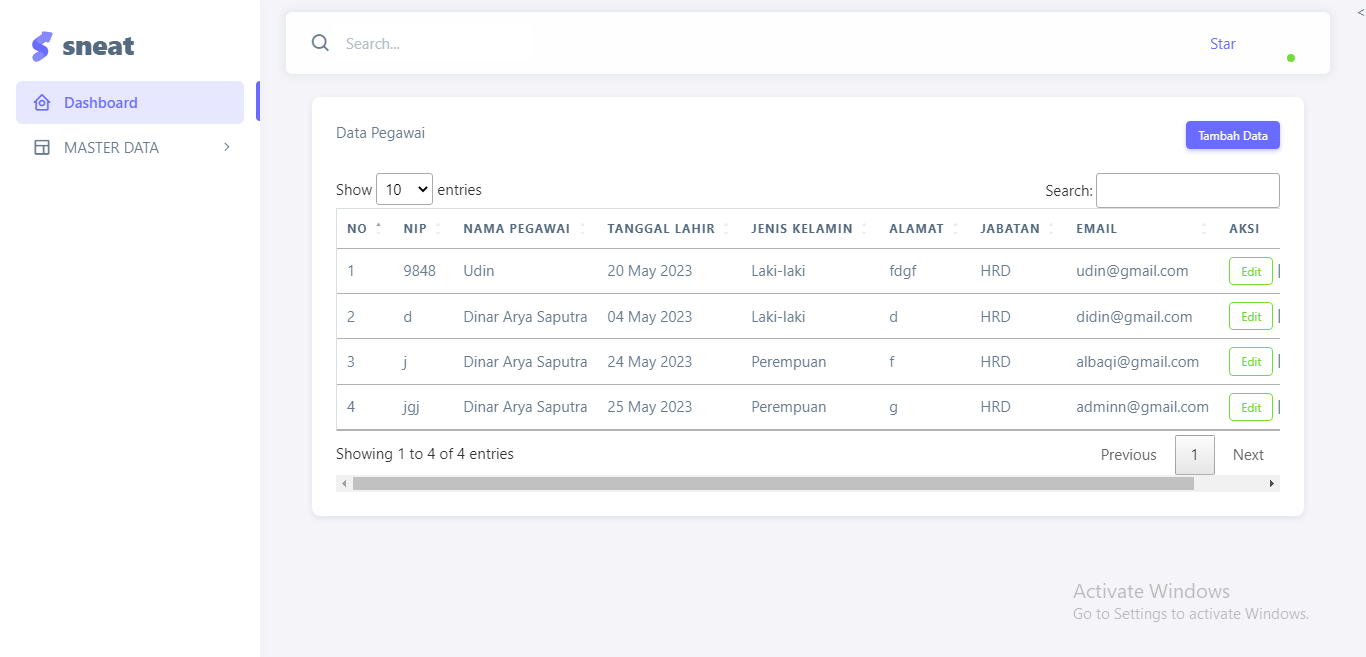 sneat
Dashboard
MASTER DATA
Search...
Star
<
Data Pegawai
Tambah Data
Show 10 entries
Search:
NO NIP NAMA PEGAWAI TANGGAL LAHIR JENIS KELAMIN ALAMAT JABATAN EMAIL AKSI
1 9848 Udin 20 May 2023 Laki-laki fdgf HRD udin@gmail.com Edit |
2 d Dinar Arya Saputra 04 May 2023 Laki-laki d HRD didin@gmail.com Edit |
3 j Dinar Arya Saputra 24 May 2023 Perempuan f HRD albaqi@gmail.com Edit |
4 jgj Dinar Arya Saputra 25 May 2023 Perempuan g HRD adminn@gmail.com Edit |
Showing 1 to 4 of 4 entries
Previous 1 Next
Activate Windows
Go to Settings to activate Windows.